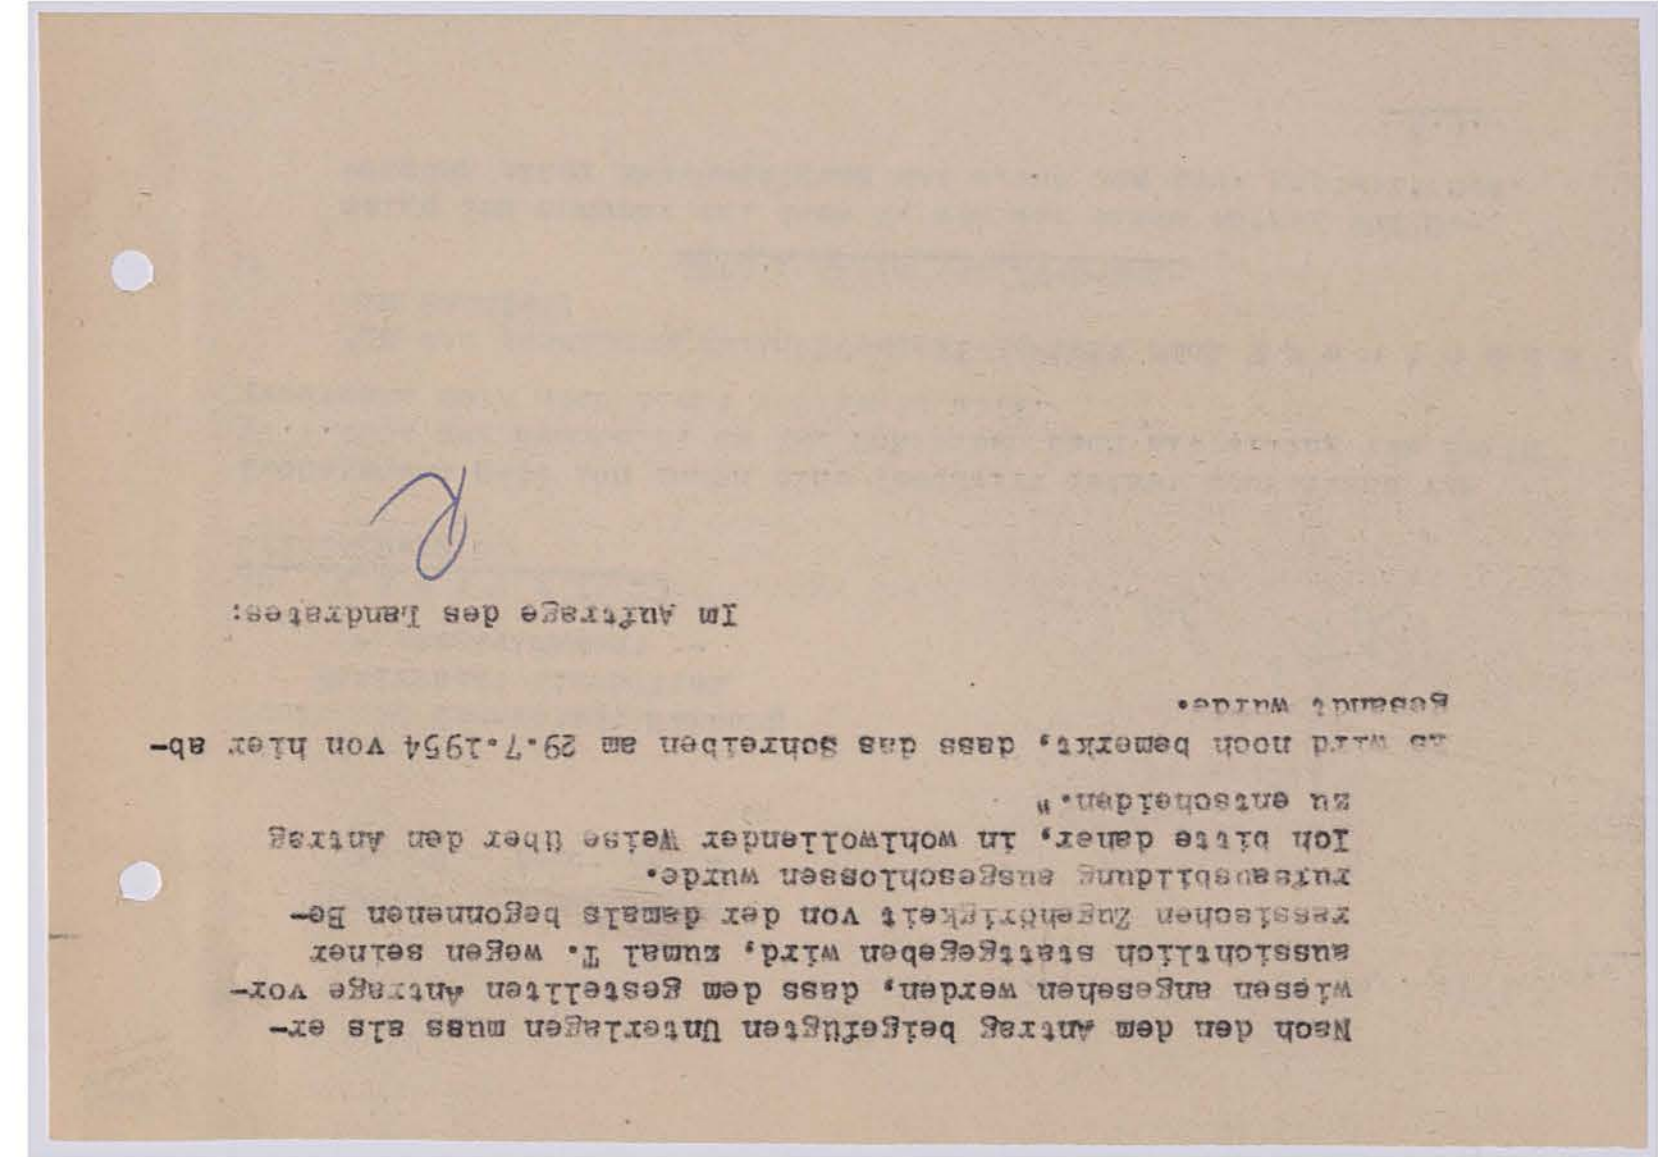 Nach den dem Antrag beigefügten Unterlagen muss als er-
wiesen angesehen werden, dass dem gestellten Antrage vor-
aussichtlich stattgegeben wird, zumal T. wegen seiner
rassischen Zugehörigkeit von der damals begonnenen Be-
rufsausbildung ausgeschlossen wurde.
Ich bitte daher, in wohlwollender Weise über den Antrag
zu entscheiden."
Es wird noch bemerkt, dass das Schreiben am 29.7.1954 von hier ab-
gesandt wurde.
Im Auftrage des Landrates: